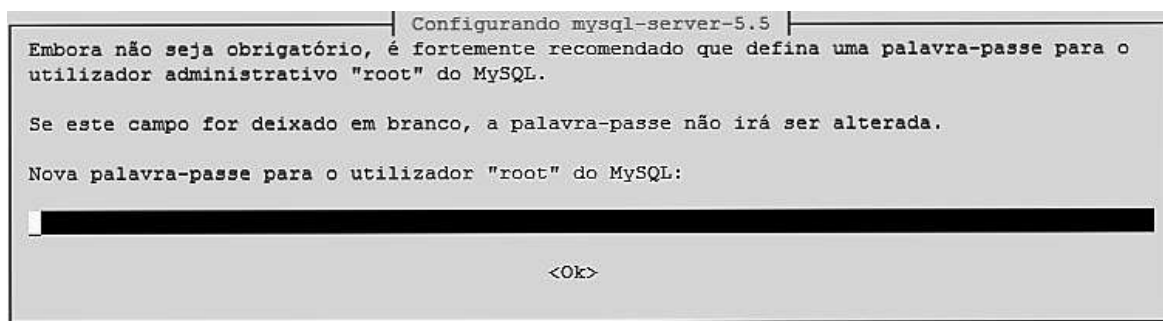 Configurando mysql-server-5.5
Embora não seja obrigatório, é fortemente recomendado que defina uma palavra-passe para o
utilizador administrativo "root" do MySQL.
Se este campo for deixado em branco, a palavra-passe não irá ser alterada.
Nova palavra-passe para o utilizador "root" do MySQL:
<Ok>